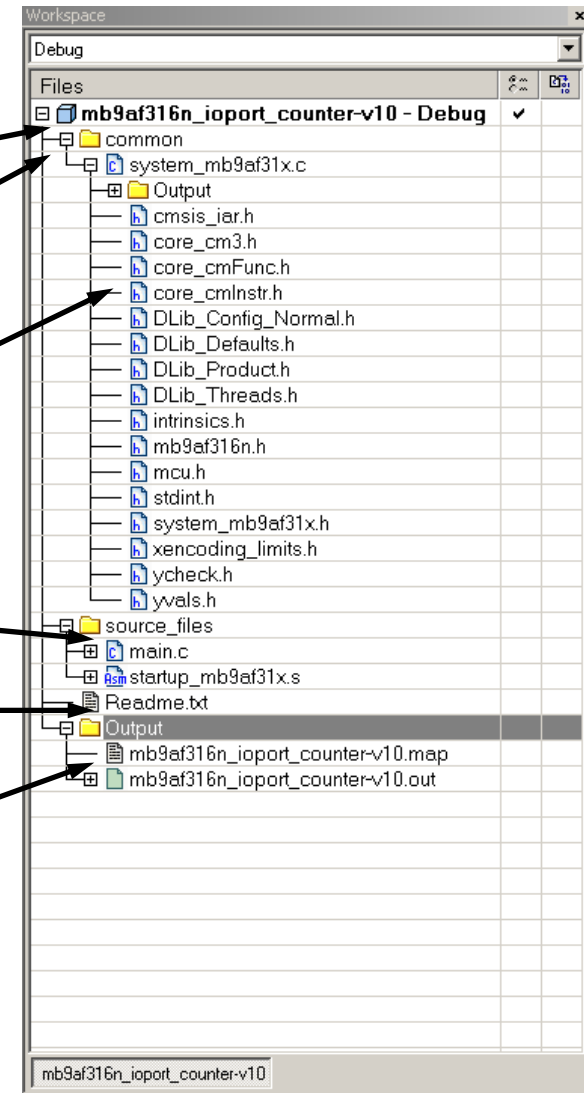 Workspace
Debug
Files
mb9af316n_ioport_counter-v10 - Debug
common
system_mb9af31x.c
Output
cmsis_iar.h
core_cm3.h
core_cmFunc.h
core_cmInstr.h
DLib_Config_Normal.h
DLib_Defaults.h
DLib_Product.h
DLib_Threads.h
intrinsics.h
mb9af316n.h
mcu.h
stdint.h
system_mb9af31x.h
xencoding_limits.h
ycheck.h
yvals.h
source_files
main.c
startup_mb9af31x.s
Readme.txt
Output
mb9af316n_ioport_counter-v10.map
mb9af316n_ioport_counter-v10.out
mb9af316n_ioport_counter-v10